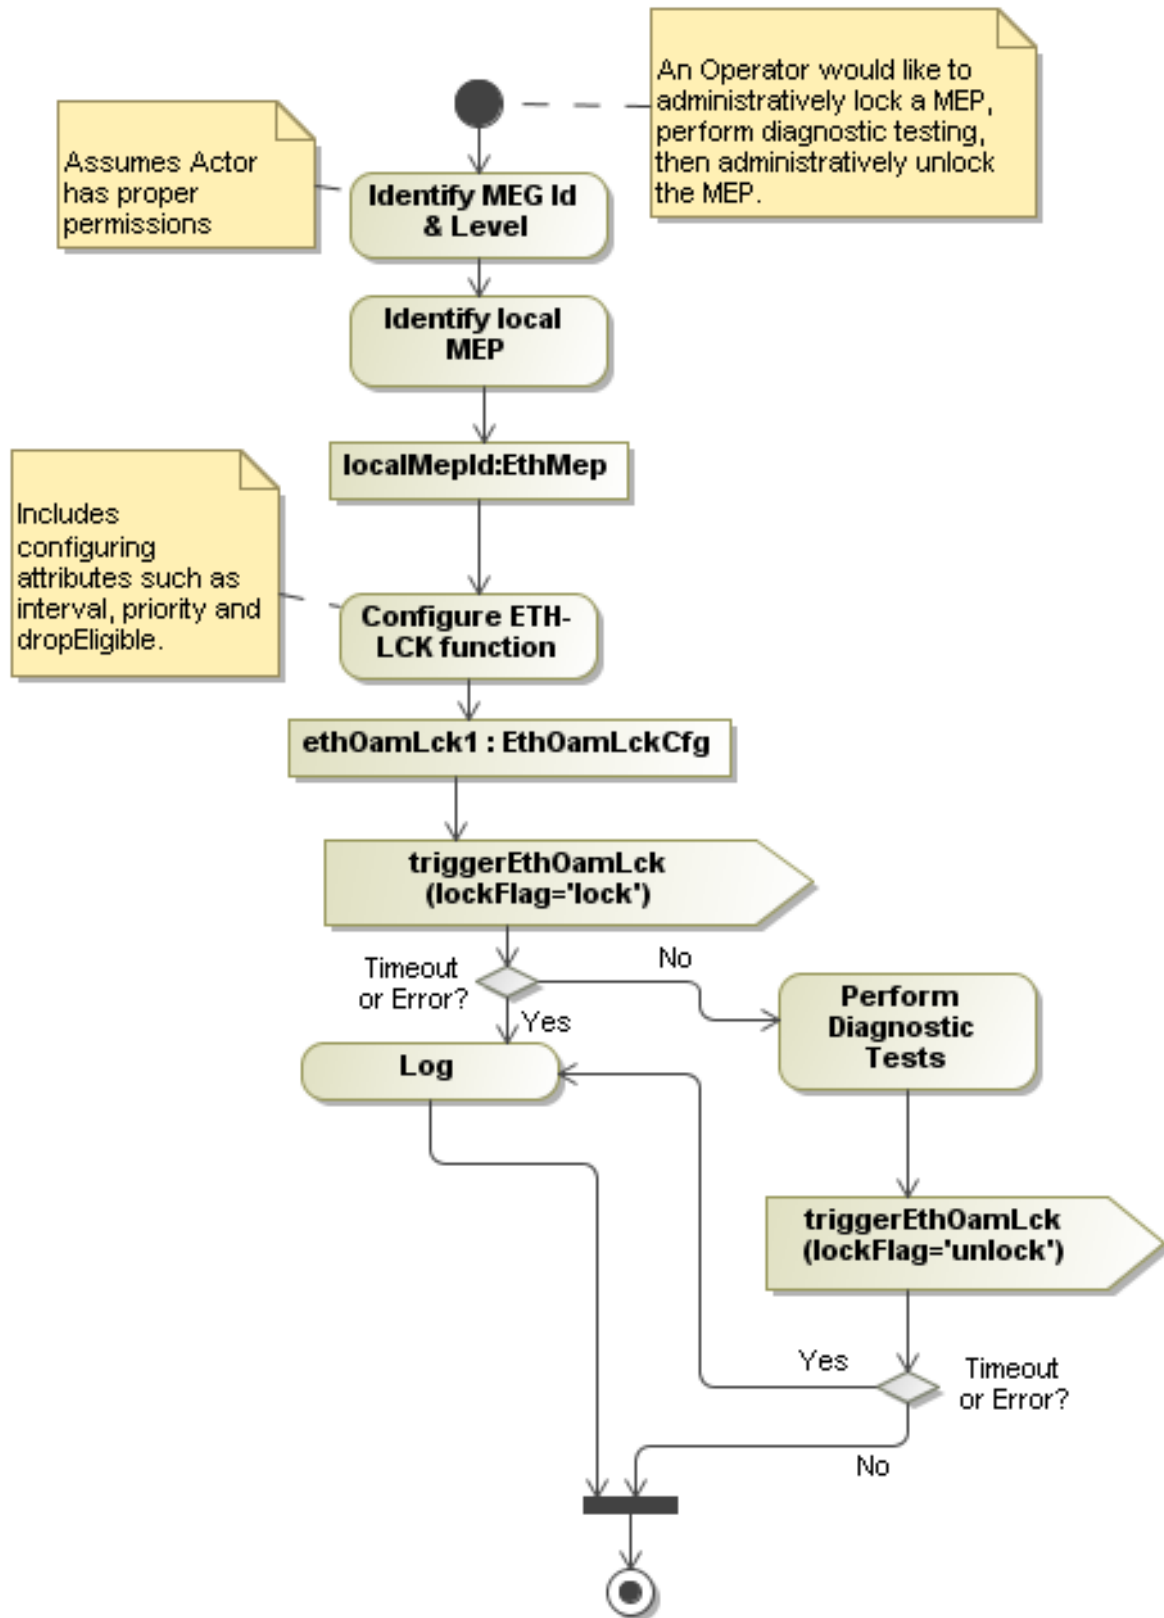 An Operator would like to
administratively lock a MEP,
perform diagnostic testing,
then administratively unlock
the MEP.
Assumes Actor
has proper
permissions
Identify MEG Id
& Level
Identify local
MEP
localMepId:EthMep
Includes
configuring
attributes such as
interval, priority and
dropEligible.
Configure ETH-
LCK function
ethOamLck1 : EthOamLckCfg
triggerEthOamLck
(lockFlag='lock')
Timeout
or Error?
No
Yes
Perform
Diagnostic
Tests
Log
triggerEthOamLck
(lockFlag='unlock')
Yes
Timeout
or Error?
No